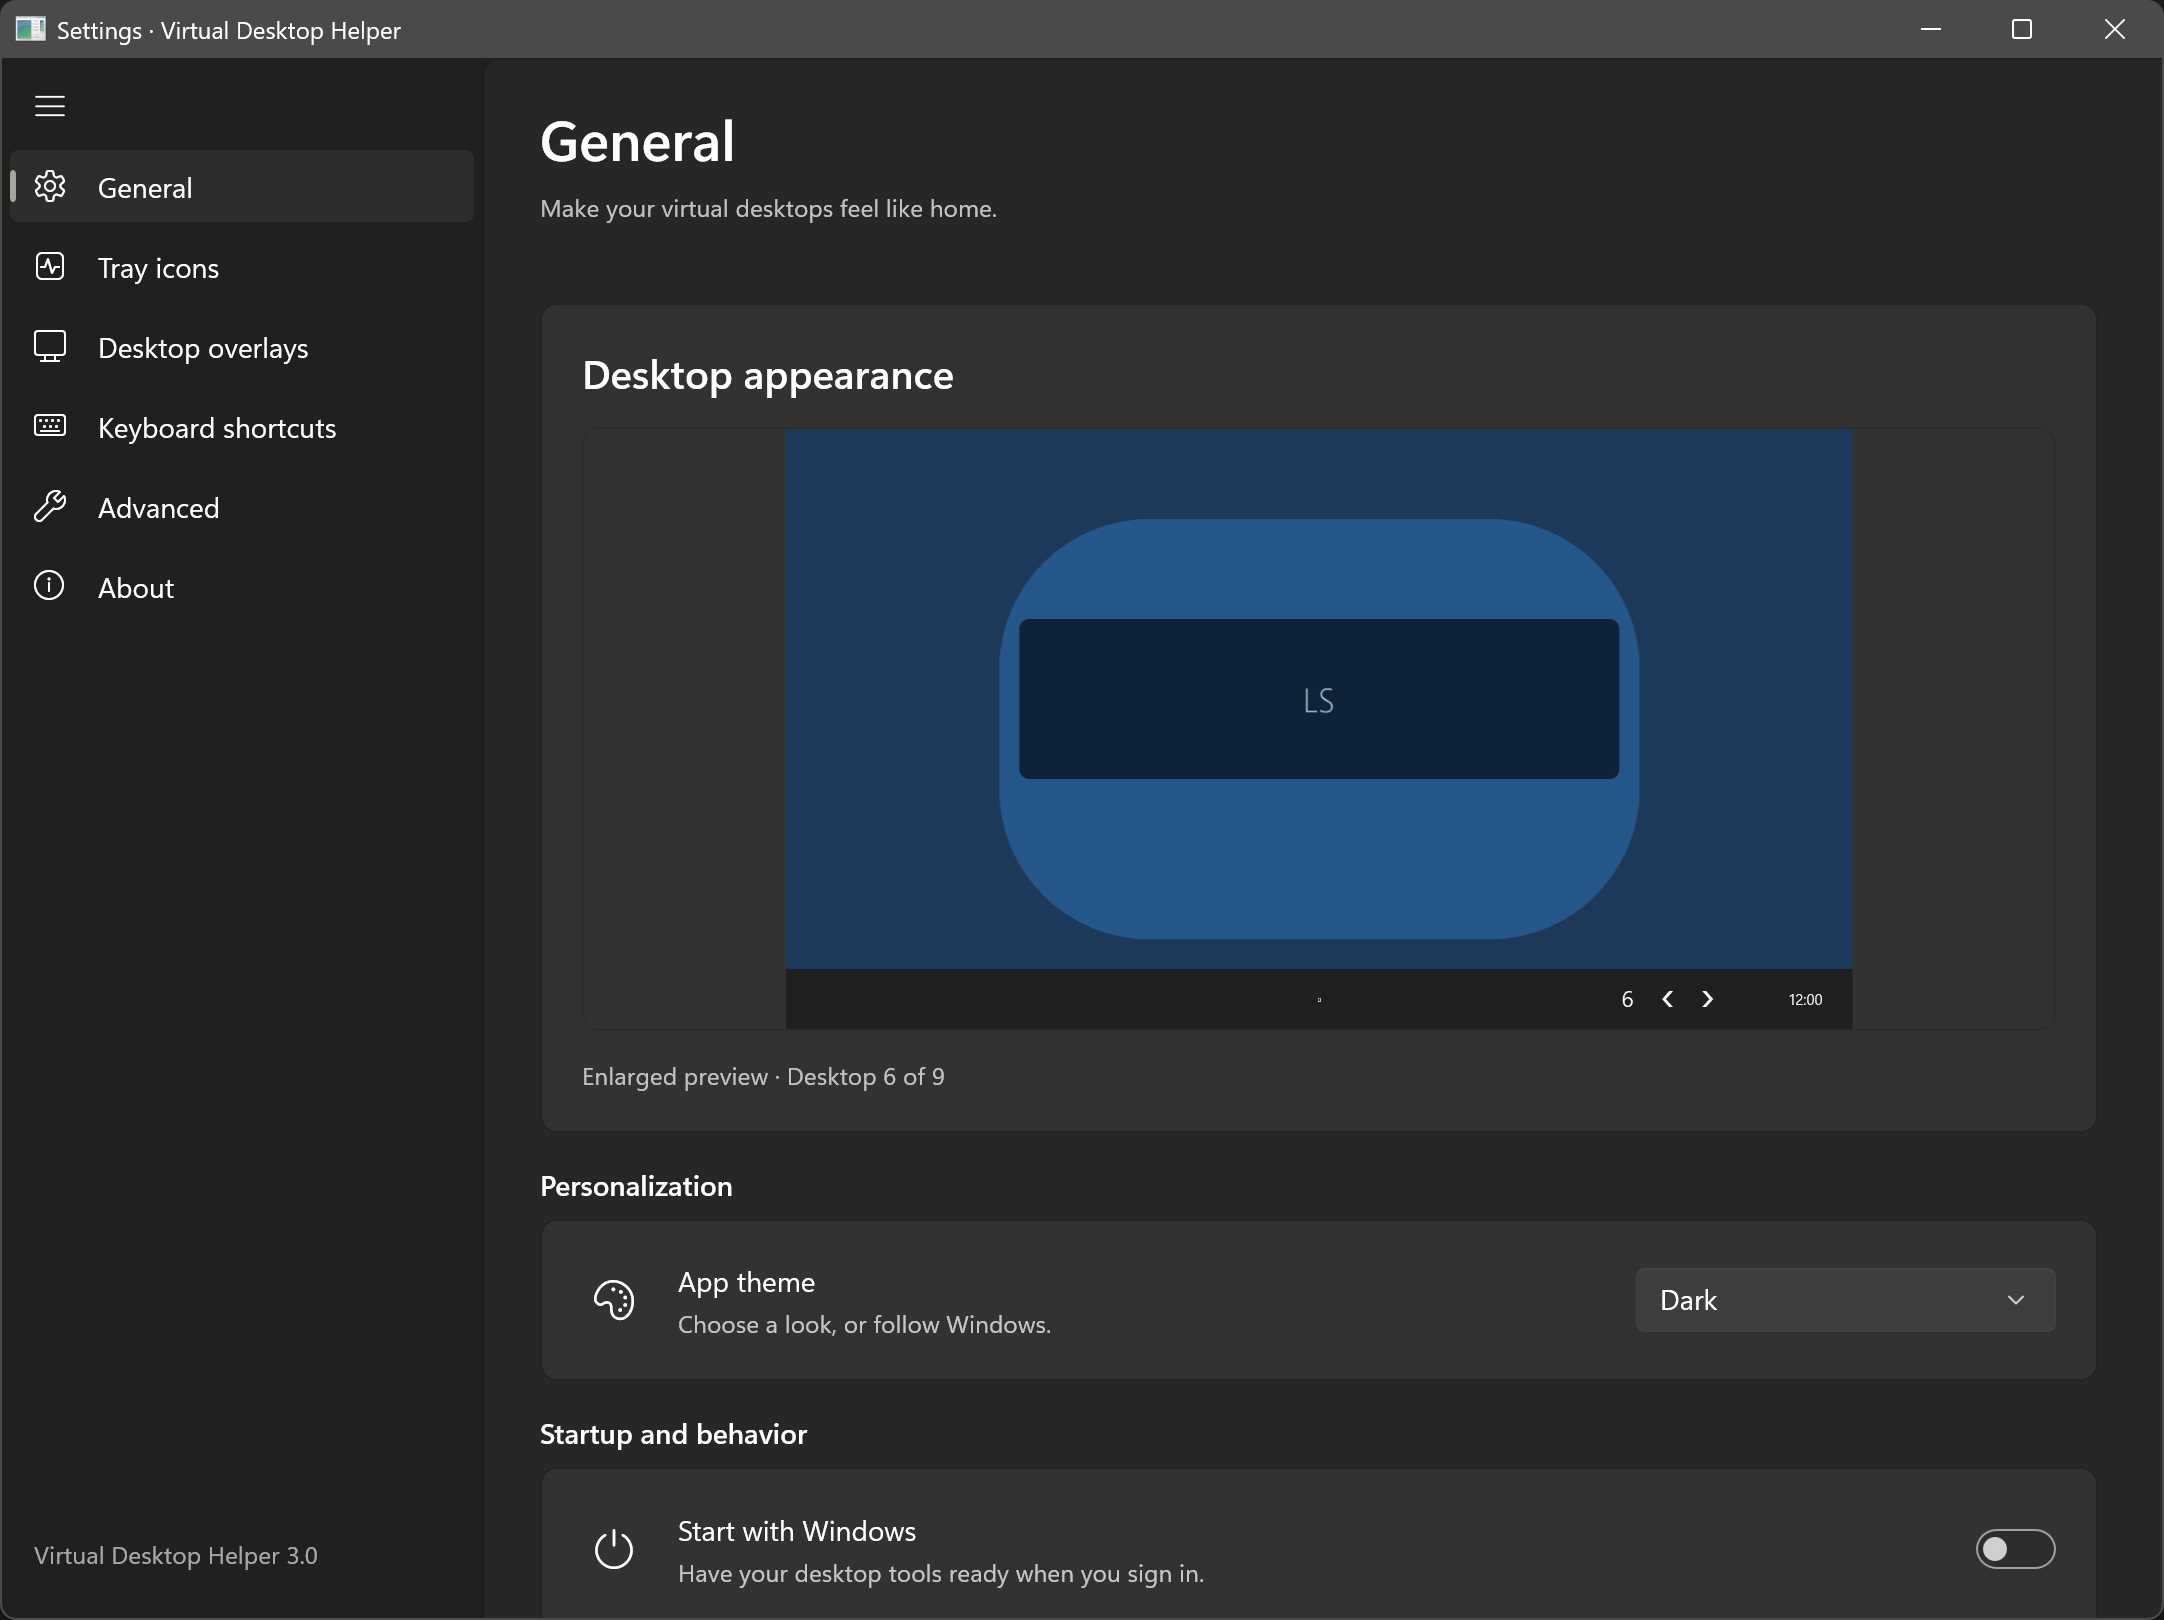 Settings · Virtual Desktop Helper
General
Tray icons
Desktop overlays
Keyboard shortcuts
Advanced
About
Virtual Desktop Helper 3.0
General
Make your virtual desktops feel like home.
Desktop appearance
LS
6
12:00
Enlarged preview · Desktop 6 of 9
Personalization
App theme
Choose a look, or follow Windows.
Dark
Startup and behavior
Start with Windows
Have your desktop tools ready when you sign in.